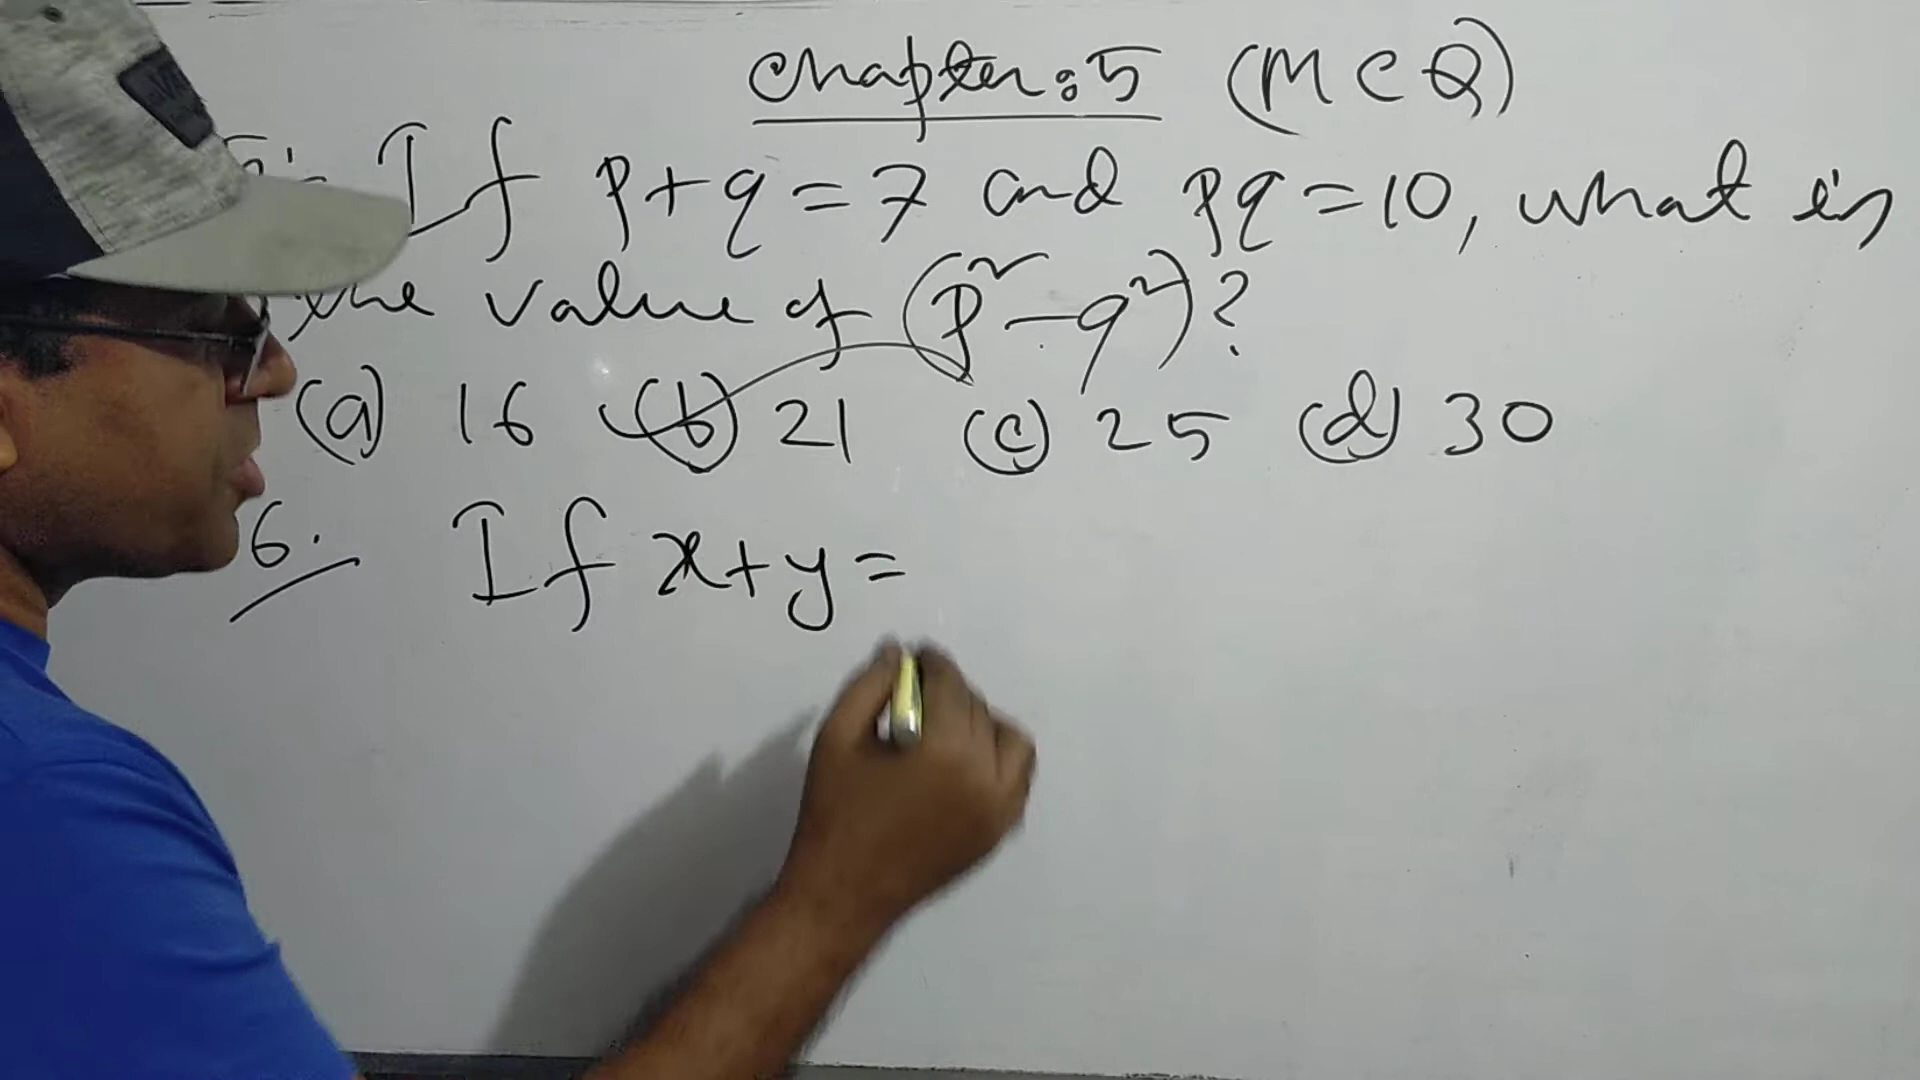 Chapter: 5 (MCQ)
If p+q=7 and pq=10, what is
the value of (p²-q²)?
(a) 16 (b) 21 (c) 25 (d) 30
6. If x+y=